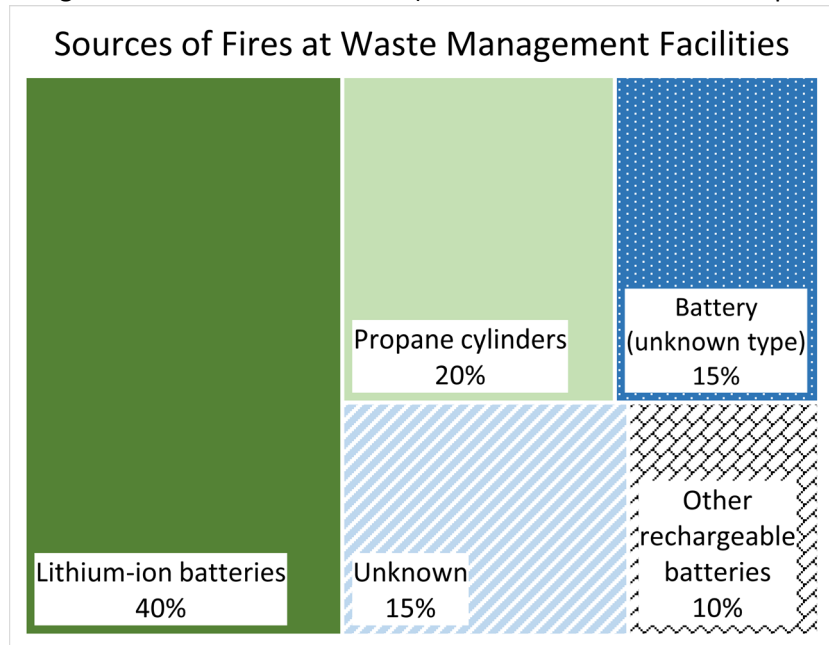 Sources of Fires at Waste Management Facilities
Propane cylinders
20%
Battery
(unknown type)
15%
Lithium-ion batteries
40%
Unknown
15%
Other
rechargeable
batteries
10%